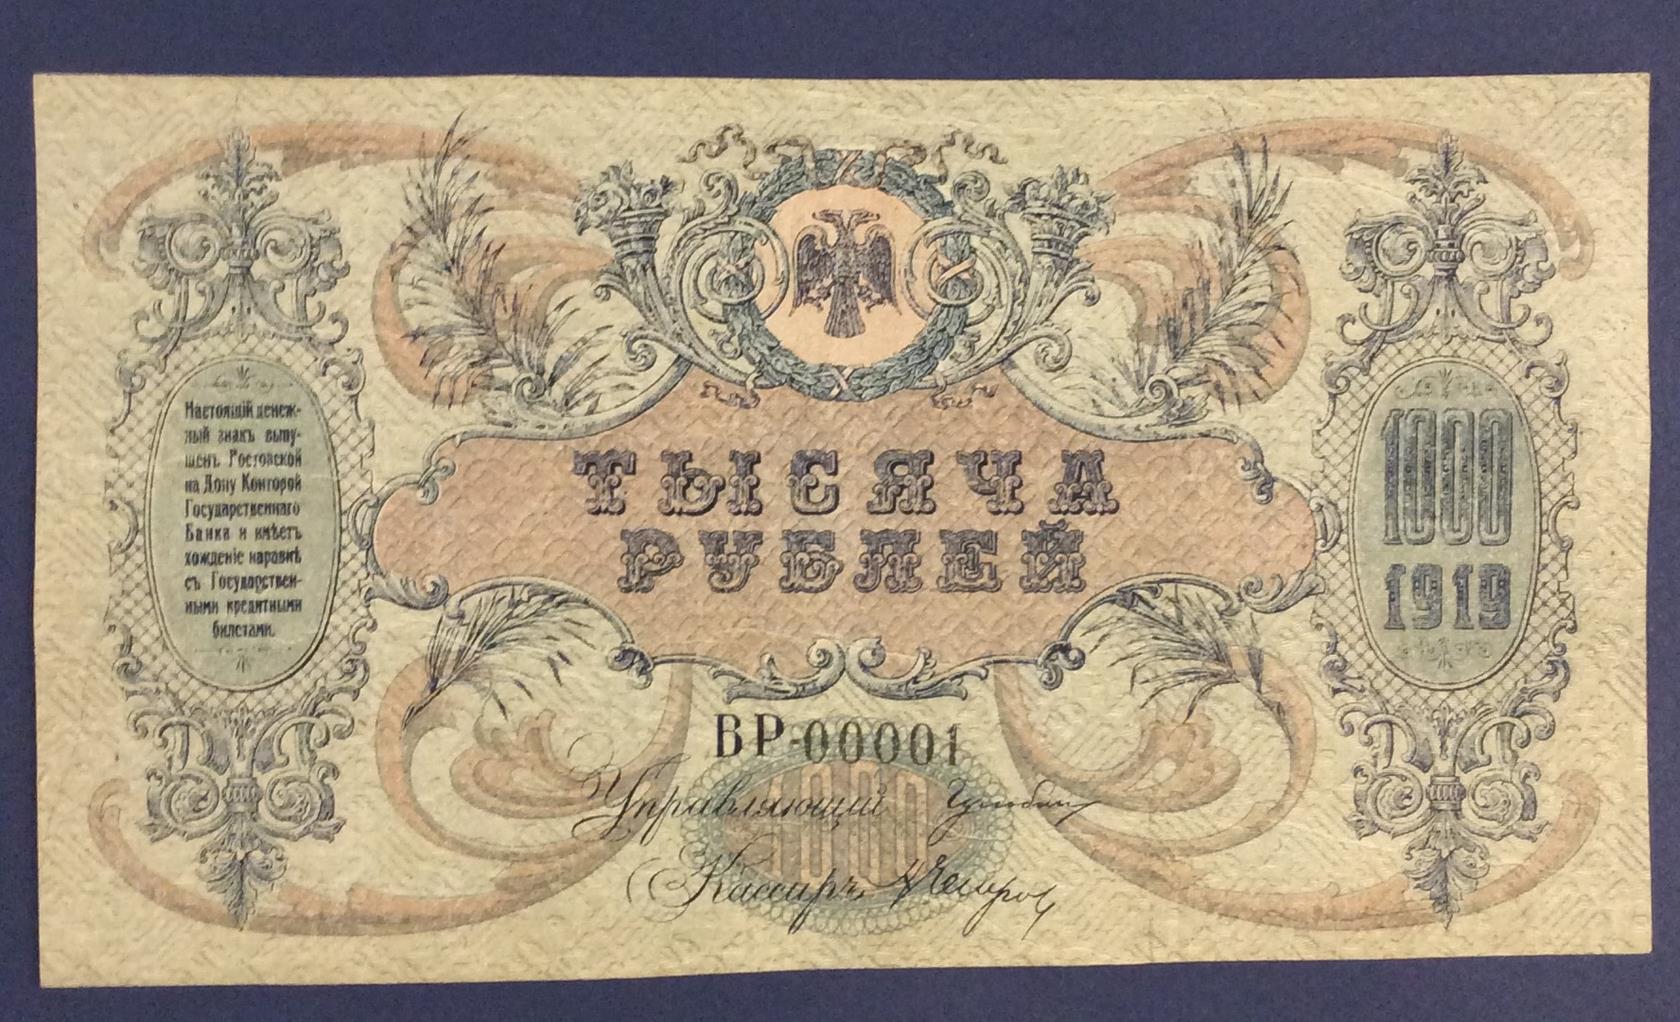 Настоящій денеж-
ный знакъ выпу-
щенъ Ростовской
на Дону Конторой
Государственнаго
Банка и имѣетъ
хожденіе наравнѣ
съ Государствен-
ными кредитными
билетами.
ТЫСЯЧА
РУБЛЕЙ
1000
1919
ВР-00001
1000
Управляющій
Кассиръ